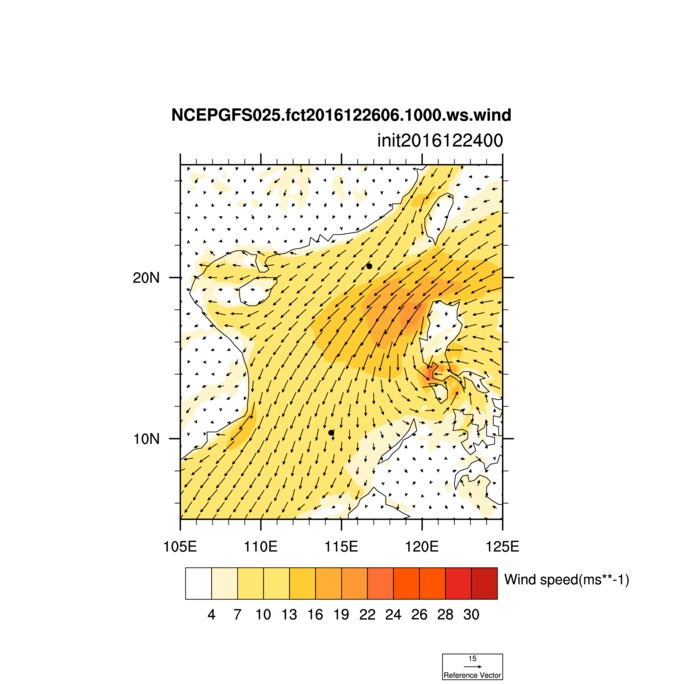 NCEPGFS025.fct2016122606.1000.ws.wind
init2016122400
20N
10N
105E 110E 115E 120E 125E
Wind speed(ms**-1)
4 7 10 13 16 19 22 24 26 28 30
15
Reference Vector